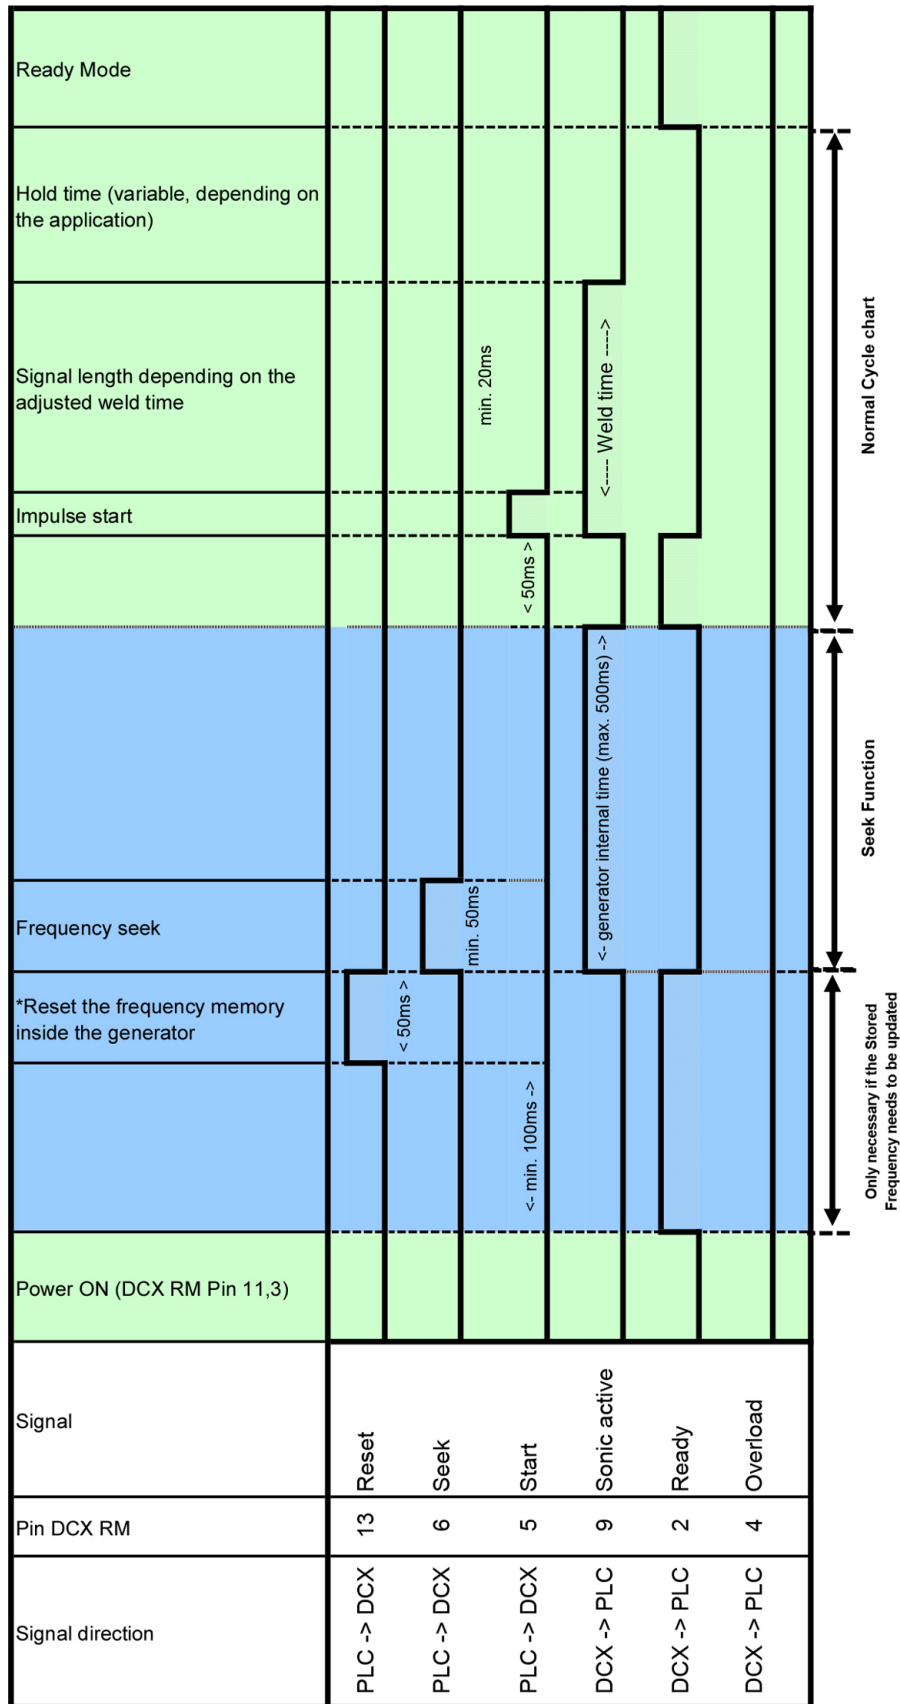 Ready Mode
Hold time (variable, depending on
the application)
Signal length depending on the
adjusted weld time
Impulse start
Frequency seek
*Reset the frequency memory
inside the generator
Power ON (DCX RM Pin 11,3)
Signal
Pin DCX RM
Signal direction
Reset
Seek
Start
Sonic active
Ready
Overload
13
6
5
9
2
4
PLC -> DCX
PLC -> DCX
PLC -> DCX
DCX -> PLC
DCX -> PLC
DCX -> PLC
< 50ms >
min. 50ms
min. 20ms
< 50ms >
<- min. 100ms ->
<---- Weld time ---->
<- generator internal time (max. 500ms) ->
Normal Cycle chart
Seek Function
Only necessary if the Stored
Frequency needs to be updated